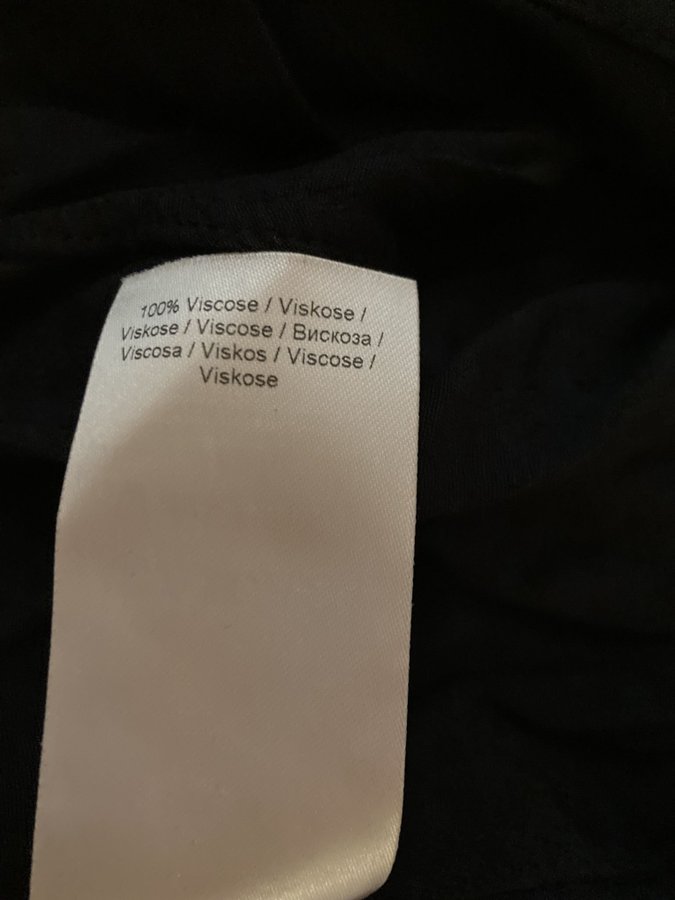 100% Viscose / Viskose /
Viskose / Viscose / Вискоза /
Viscosa / Viskos / Viscose /
Viskose